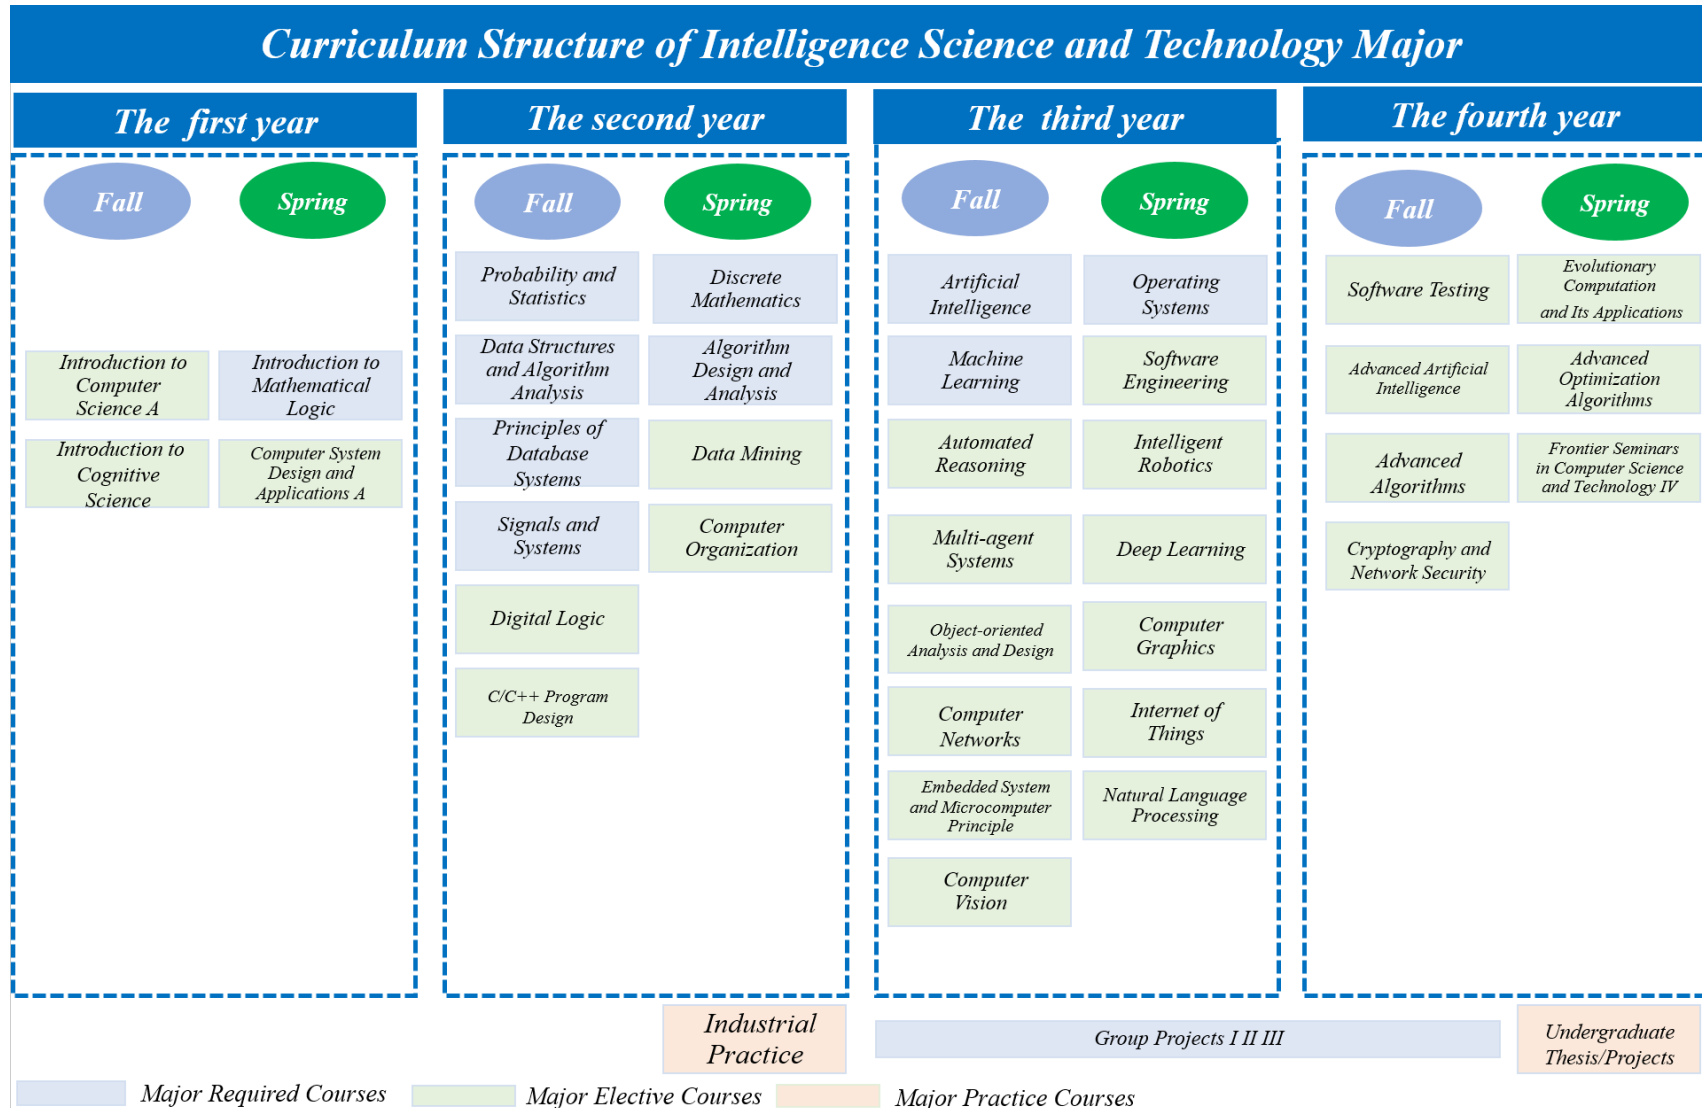 Curriculum Structure of Intelligence Science and Technology Major
The first year
Fall
Spring
Introduction to
Computer
Science A
Introduction to
Cognitive
Science
Introduction to
Mathematical
Logic
Computer System
Design and
Applications A
The second year
Fall
Spring
Probability and
Statistics
Data Structures
and Algorithm
Analysis
Principles of
Database
Systems
Signals and
Systems
Digital Logic
C/C++ Program
Design
Discrete
Mathematics
Algorithm
Design and
Analysis
Data Mining
Computer
Organization
The third year
Fall
Spring
Artificial
Intelligence
Machine
Learning
Automated
Reasoning
Multi-agent
Systems
Object-oriented
Analysis and Design
Computer
Networks
Embedded System
and Microcomputer
Principle
Computer
Vision
Operating
Systems
Software
Engineering
Intelligent
Robotics
Deep Learning
Computer
Graphics
Internet of
Things
Natural Language
Processing
The fourth year
Fall
Spring
Software Testing
Advanced Artificial
Intelligence
Advanced
Algorithms
Cryptography and
Network Security
Evolutionary
Computation
and Its Applications
Advanced
Optimization
Algorithms
Frontier Seminars
in Computer Science
and Technology IV
Industrial
Practice
Group Projects I II III
Undergraduate
Thesis/Projects
Major Required Courses
Major Elective Courses
Major Practice Courses